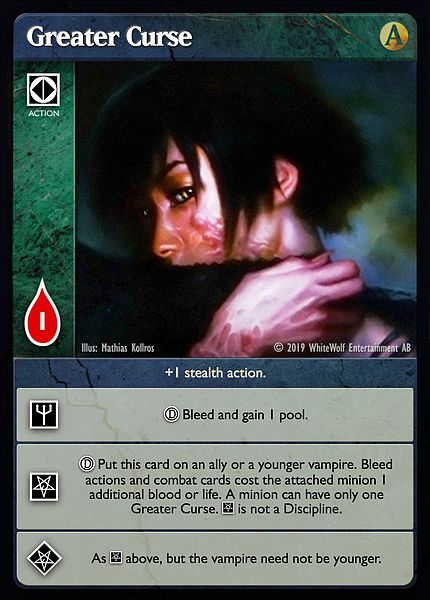 Greater Curse
A
ACTION
1
Illus: Mathias Kollros
© 2019 WhiteWolf Entertainment AB
+1 stealth action.
Ⓓ Bleed and gain 1 pool.
Ⓓ Put this card on an ally or a younger vampire. Bleed
actions and combat cards cost the attached minion 1
additional blood or life. A minion can have only one
Greater Curse. is not a Discipline.
As above, but the vampire need not be younger.